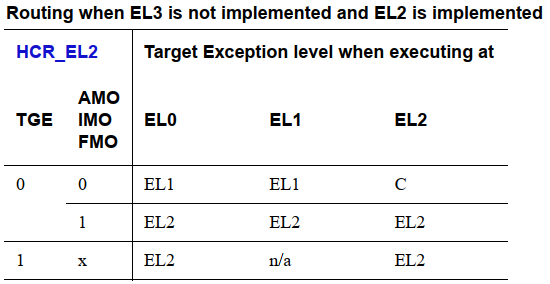 Routing when EL3 is not implemented and EL2 is implemented
HCR_EL2 Target Exception level when executing at
AMO
TGE IMO EL0 EL1 EL2
FMO
0 0 EL1 EL1 C
1 EL2 EL2 EL2
1 x EL2 n/a EL2